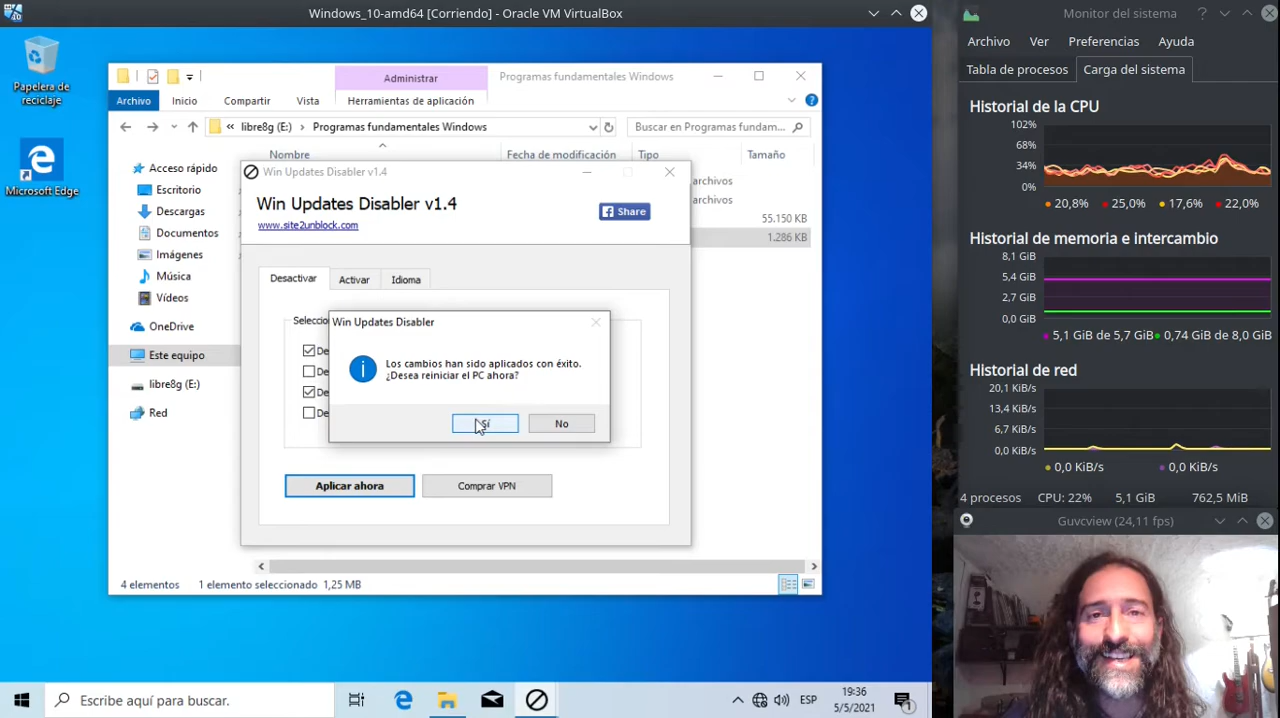 Windows_10-amd64 [Corriendo] - Oracle VM VirtualBox
Papelera de
reciclaje
Microsoft Edge
Administrar
Programas fundamentales Windows
Archivo
Inicio
Compartir
Vista
Herramientas de aplicación
« libre8g (E:) › Programas fundamentales Windows
Buscar en Programas fundam...
Nombre
Fecha de modificación
Tipo
Tamaño
Acceso rápido
Escritorio
Descargas
Documentos
Imágenes
Música
Vídeos
OneDrive
Este equipo
libre8g (E:)
Red
archivos
archivos
55.150 KB
1.286 KB
Win Updates Disabler v1.4
Win Updates Disabler v1.4
www.site2unblock.com
Share
Desactivar
Activar
Idioma
Seleccio
De
De
De
De
Win Updates Disabler
Los cambios han sido aplicados con éxito.
¿Desea reiniciar el PC ahora?
Sí
No
Aplicar ahora
Comprar VPN
4 elementos
1 elemento seleccionado 1,25 MB
Escribe aquí para buscar.
ESP
19:36
5/5/2021
1
Monitor del sistema
Archivo
Ver
Preferencias
Ayuda
Tabla de procesos
Carga del sistema
Historial de la CPU
102%
68%
34%
0%
20,8%
25,0%
17,6%
22,0%
Historial de memoria e intercambio
8,1 GiB
5,4 GiB
2,7 GiB
0,0 GiB
5,1 GiB de 5,7 GiB
0,74 GiB de 8,0 GiB
Historial de red
20,1 KiB/s
13,4 KiB/s
6,7 KiB/s
0,0 KiB/s
0,0 KiB/s
0,0 KiB/s
4 procesos
CPU: 22%
5,1 GiB
762,5 MiB
Guvcview (24,11 fps)